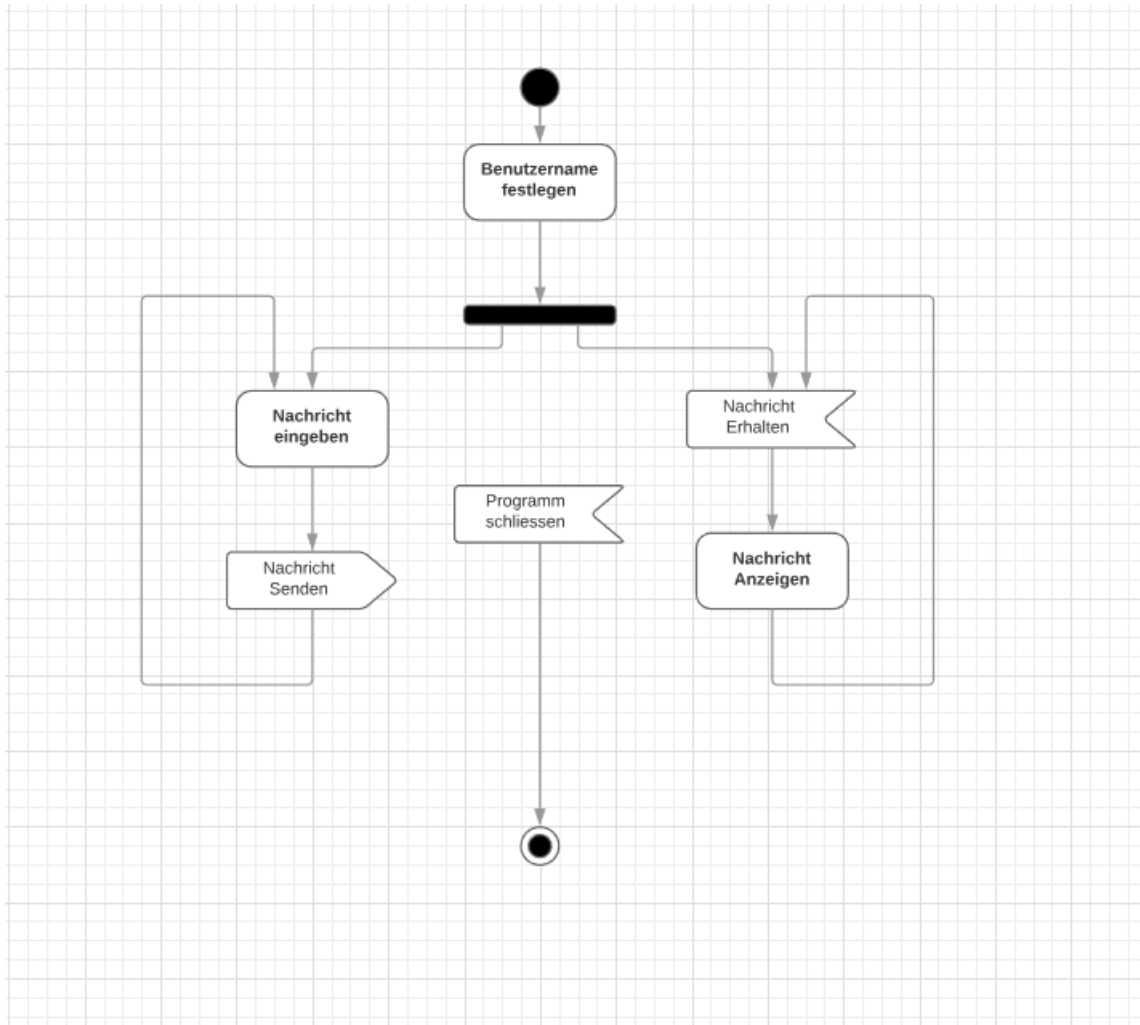 Benutzername
festlegen
Nachricht
eingeben
Nachricht
Erhalten
Programm
schliessen
Nachricht
Senden
Nachricht
Anzeigen